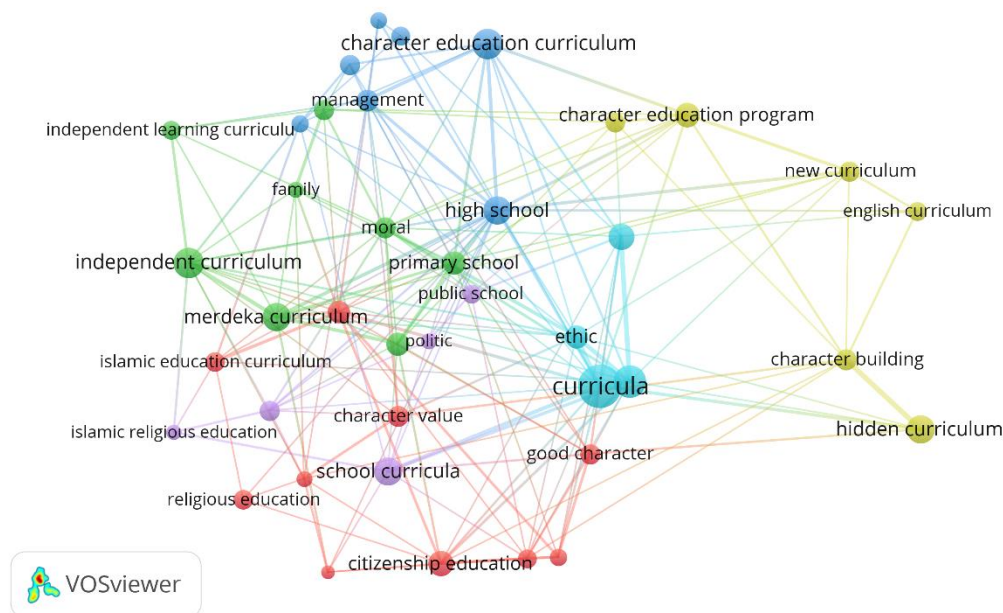 character education curriculum
management
character education program
independent learning curriculu
new curriculum
family
high school
english curriculum
moral
independent curriculum
primary school
public school
merdeka curriculum
ethic
politic
islamic education curriculum
character building
curricula
character value
islamic religious education
hidden curriculum
good character
school curricula
religious education
citizenship education
VOSviewer